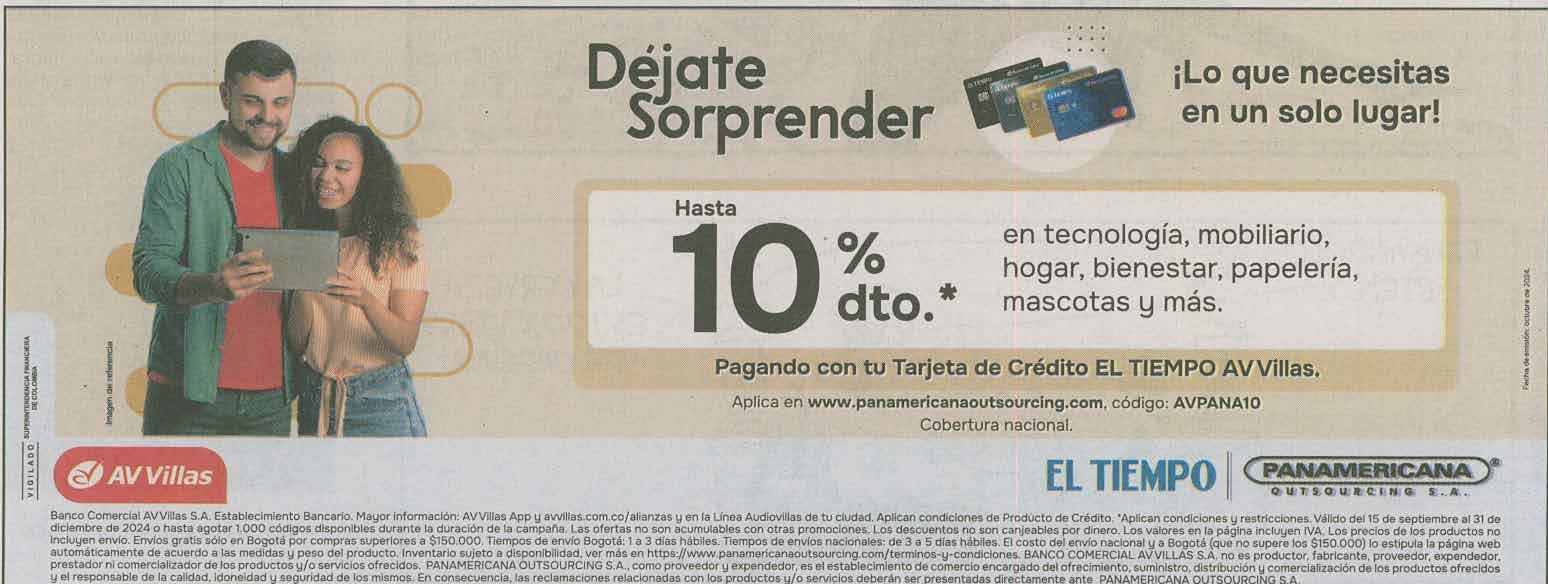 Déjate
Sorprender
¡Lo que necesitas
en un solo lugar!
EL TIEMPO
Hasta
10 % dto.*
en tecnología, mobiliario,
hogar, bienestar, papelería,
mascotas y más.
Pagando con tu Tarjeta de Crédito EL TIEMPO AV Villas.
Aplica en www.panamericanaoutsourcing.com, código: AVPANA10
Cobertura nacional.
Imagen de referencia
VIGILADO SUPERINTENDENCIA FINANCIERA
DE COLOMBIA
Fecha de emisión: octubre de 2024.
AV Villas
EL TIEMPO
PANAMERICANA®
OUTSOURCING S.A.
Banco Comercial AV Villas S.A. Establecimiento Bancario. Mayor información: AV Villas App y avvillas.com.co/alianzas y en la Línea Audiovillas de tu ciudad. Aplican condiciones de Producto de Crédito. *Aplican condiciones y restricciones. Válido del 15 de septiembre al 31 de
diciembre de 2024 o hasta agotar 1.000 códigos disponibles durante la duración de la campaña. Las ofertas no son acumulables con otras promociones. Los descuentos no son canjeables por dinero. Los valores en la página incluyen IVA. Los precios de los productos no
incluyen envío. Envíos gratis sólo en Bogotá por compras superiores a $150.000. Tiempos de envío Bogotá: 1 a 3 días hábiles. Tiempos de envíos nacionales: de 3 a 5 días hábiles. El costo del envío nacional y a Bogotá (que no supere los $150.000) lo estipula la página web
automáticamente de acuerdo a las medidas y peso del producto. Inventario sujeto a disponibilidad, ver más en https://www.panamericanaoutsourcing.com/terminos-y-condiciones. BANCO COMERCIAL AV VILLAS S.A. no es productor, fabricante, proveedor, expendedor,
prestador ni comercializador de los productos y/o servicios ofrecidos. PANAMERICANA OUTSOURCING S.A., como proveedor y expendedor, es el establecimiento de comercio encargado del ofrecimiento, suministro, distribución y comercialización de los productos ofrecidos
y el responsable de la calidad, idoneidad y seguridad de los mismos. En consecuencia, las reclamaciones relacionadas con los productos y/o servicios deberán ser presentadas directamente ante PANAMERICANA OUTSOURCING S.A.